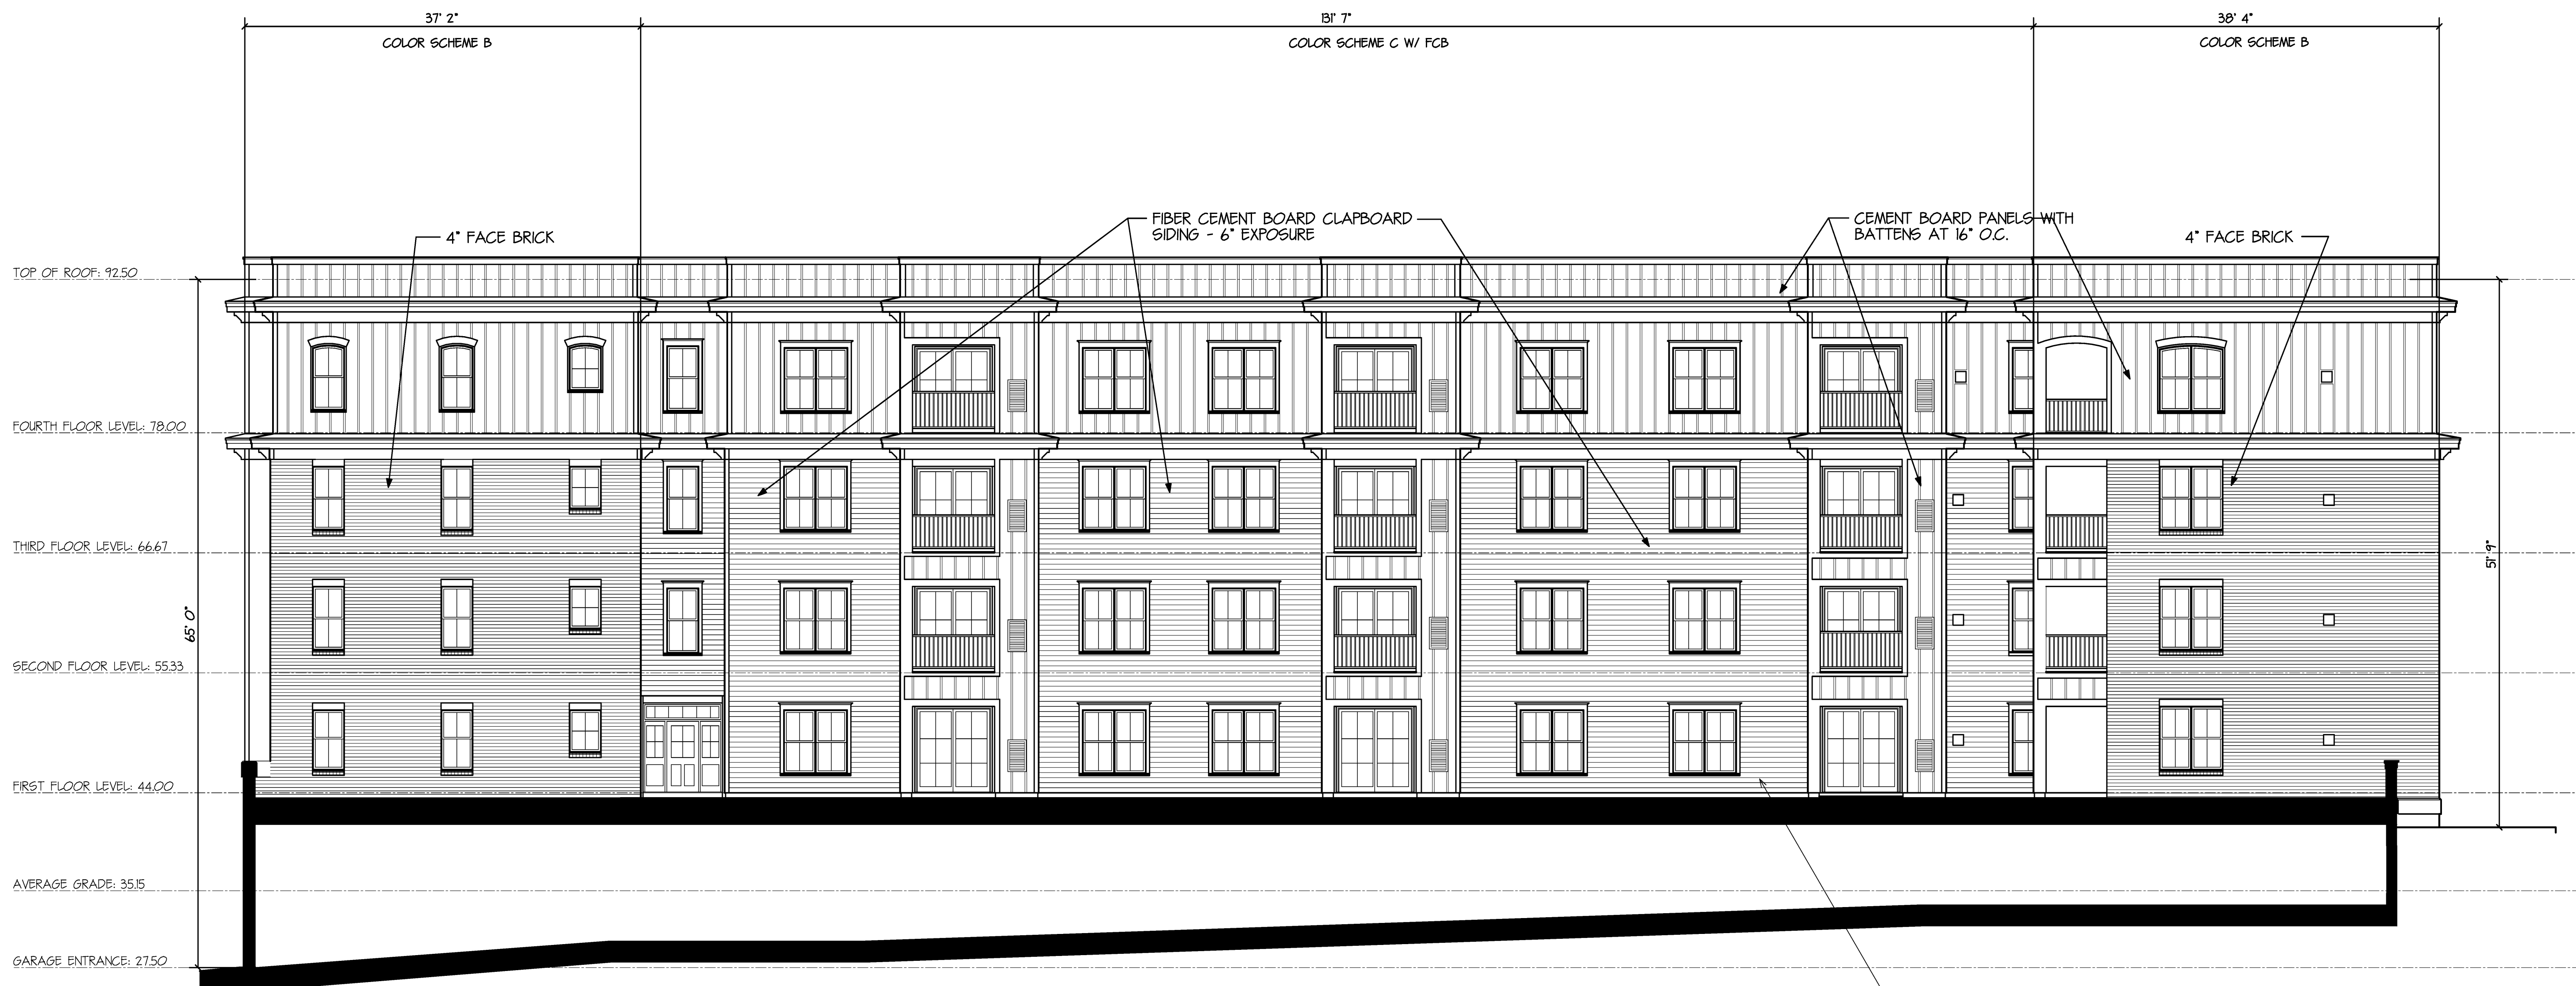 37' 2"
131' 7"
38' 4"
COLOR SCHEME B
COLOR SCHEME C W/ FCB
COLOR SCHEME B
FIBER CEMENT BOARD CLAPBOARD
SIDING - 6" EXPOSURE
CEMENT BOARD PANELS WITH
BATTENS AT 16" O.C.
4" FACE BRICK
4" FACE BRICK
TOP OF ROOF: 92.50
FOURTH FLOOR LEVEL: 78.00
THIRD FLOOR LEVEL: 66.67
51' 9"
65' 0"
SECOND FLOOR LEVEL: 55.33
FIRST FLOOR LEVEL: 44.00
AVERAGE GRADE: 35.15
GARAGE ENTRANCE: 27.50